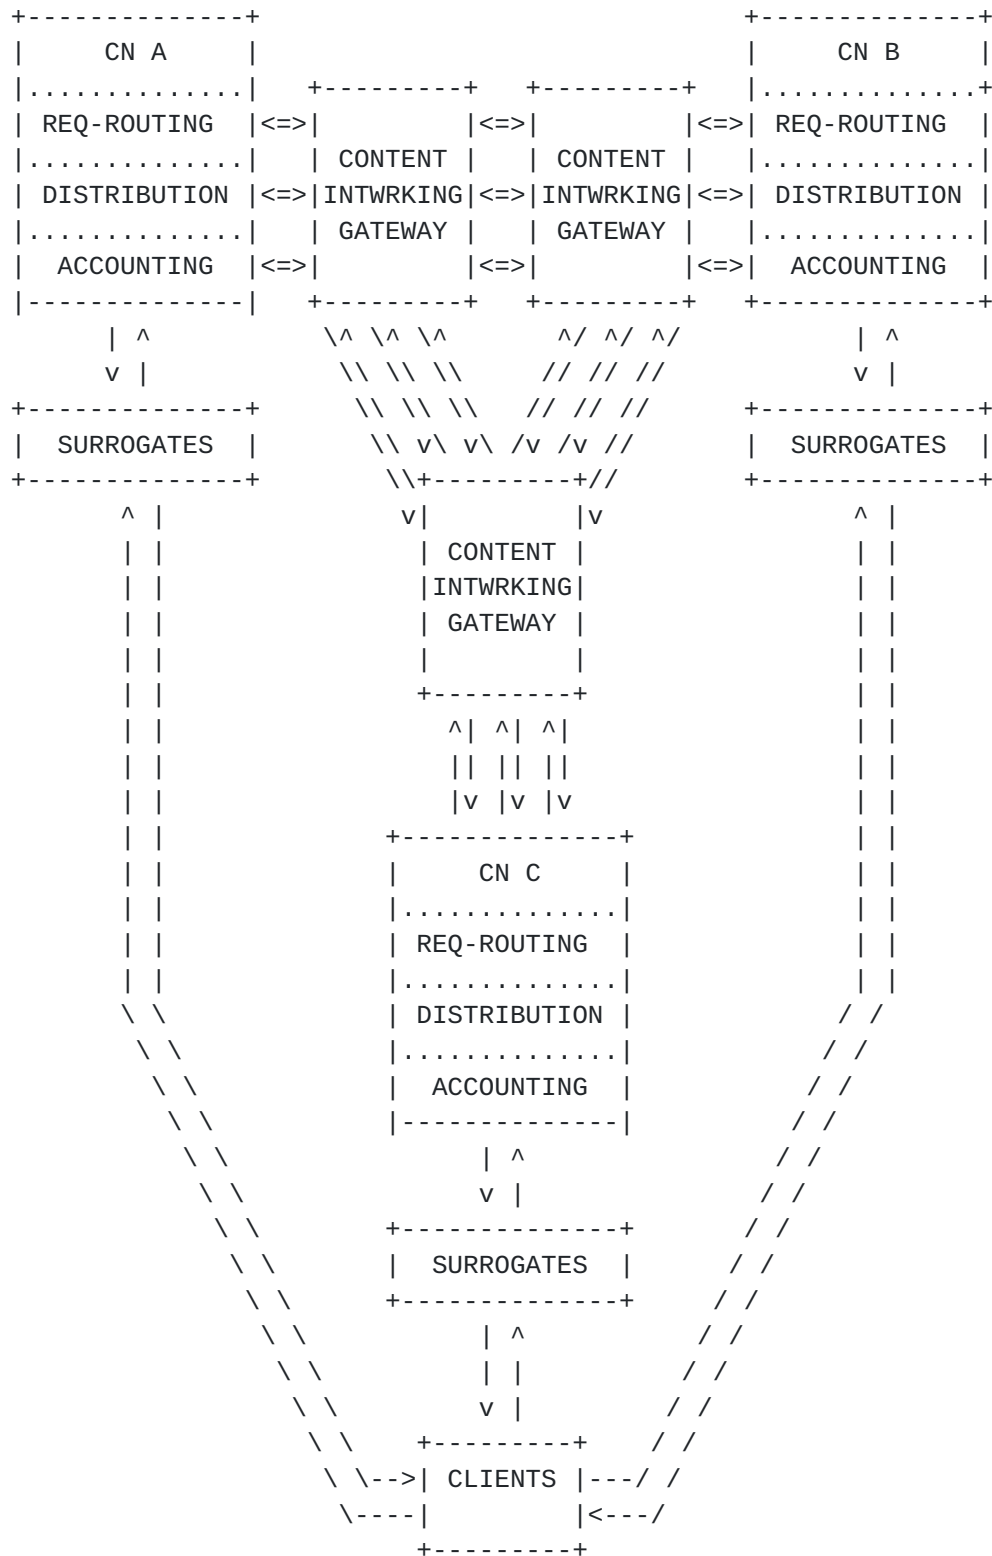 CN A CN B
REQ-ROUTING REQ-ROUTING
CONTENT CONTENT
DISTRIBUTION INTWRKING INTWRKING DISTRIBUTION
GATEWAY GATEWAY
ACCOUNTING ACCOUNTING
SURROGATES SURROGATES
CONTENT
INTWRKING
GATEWAY
CN C
REQ-ROUTING
DISTRIBUTION
ACCOUNTING
SURROGATES
CLIENTS